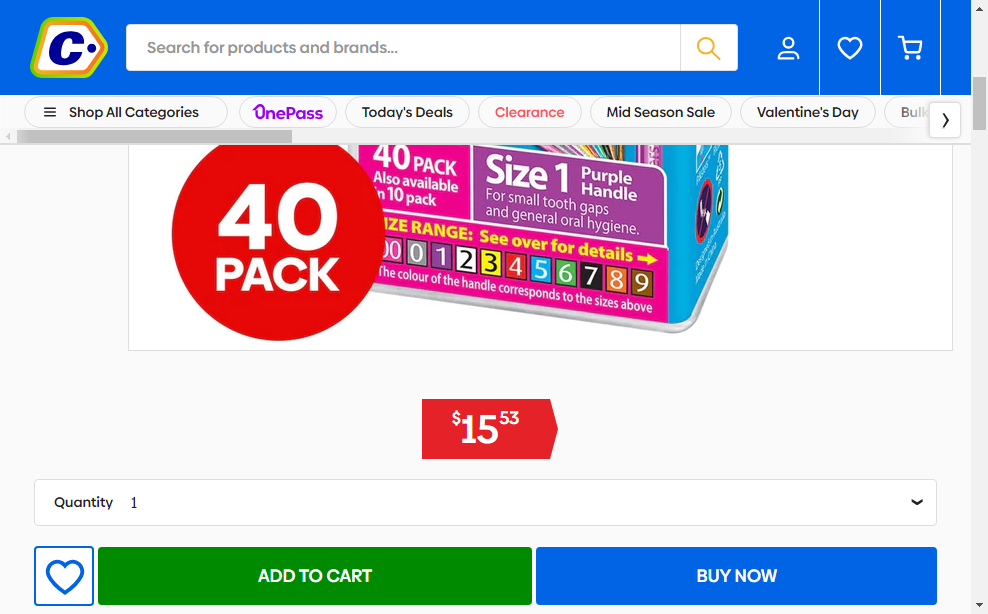 C
Search for products and brands...
Shop All Categories
OnePass
Today's Deals
Clearance
Mid Season Sale
Valentine's Day
Bulk
40
PACK
40 PACK
Also available
in 10 pack
Size 1 Purple
Handle
For small tooth gaps
and general oral hygiene.
SIZE RANGE: See over for details
00 0 1 2 3 4 5 6 7 8 9
The colour of the handle corresponds to the sizes above
$15 53
Quantity 1
ADD TO CART
BUY NOW